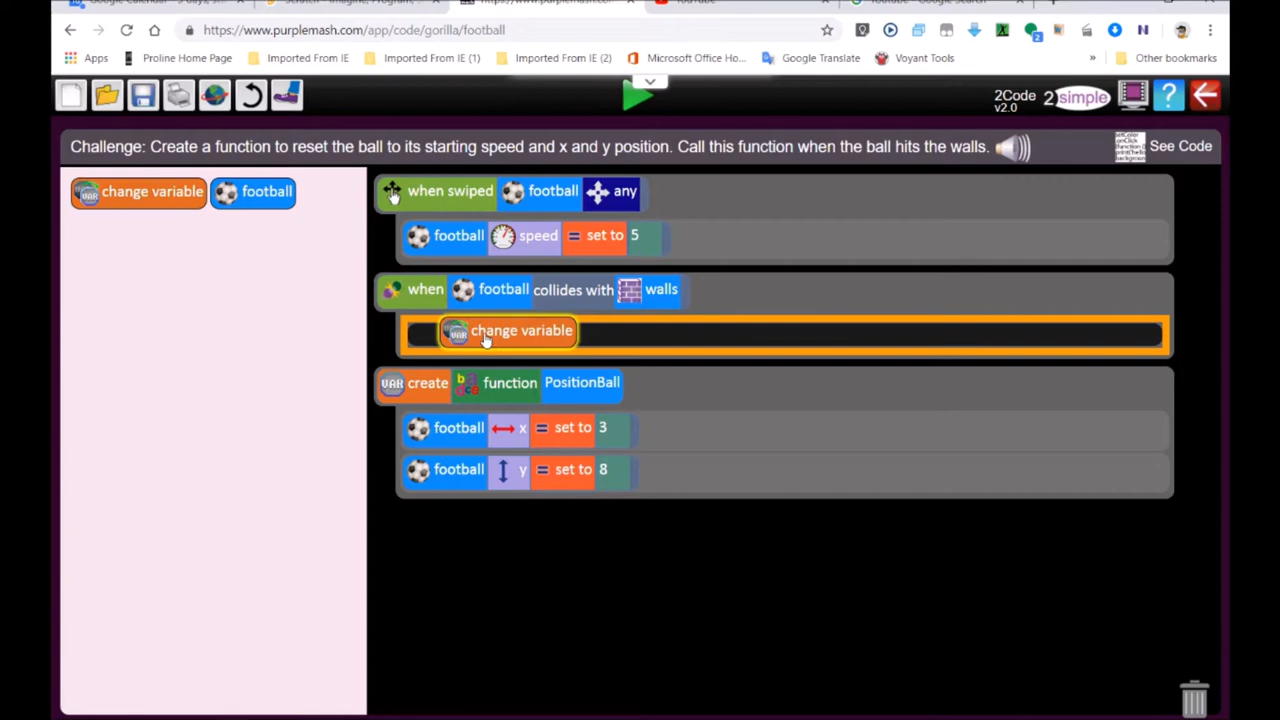 https://www.purplemash.com/app/code/gorilla/football
Apps Proline Home Page Imported From IE Imported From IE (1) Imported From IE (2) Microsoft Office Ho... Google Translate Voyant Tools » Other bookmarks
2Code v2.0 2simple
Challenge: Create a function to reset the ball to its starting speed and x and y position. Call this function when the ball hits the walls. See Code
change variable football
when swiped football any
football speed = set to 5
when football collides with walls
change variable
VAR create function PositionBall
football x = set to 3
football y = set to 8